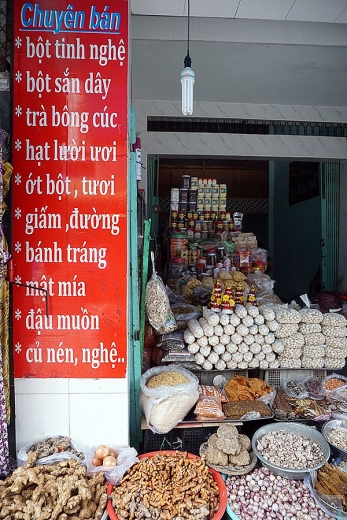 Chuyên bán
* bột tinh nghệ
* bột sắn dây
* trà bông cúc
* hạt lười ươi
* ớt bột , tươi
* giấm ,đường
* bánh tráng
* mật mía
* đậu muồn
* củ nén, nghệ..